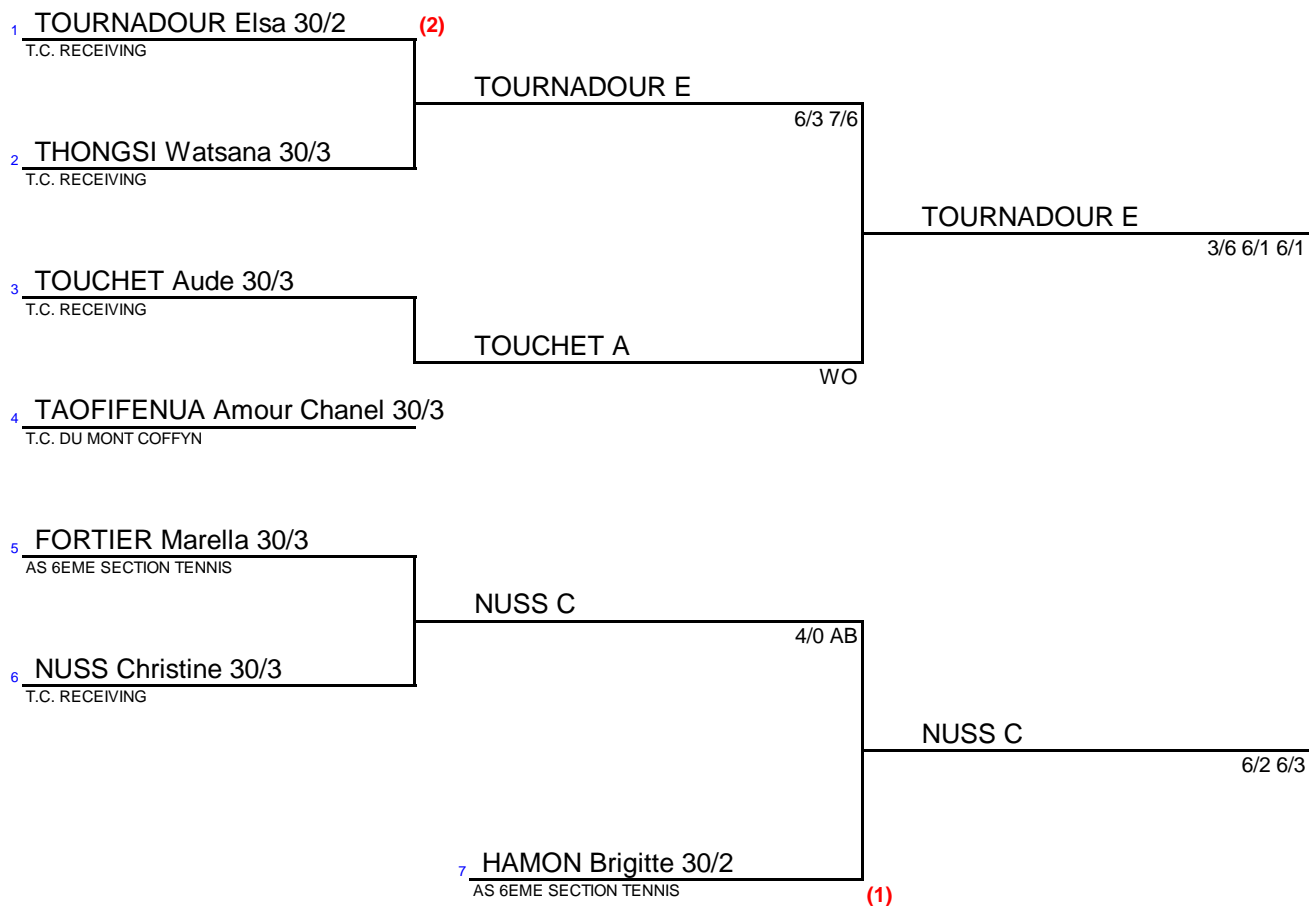 1 TOURNADOUR Elsa 30/2 (2)
T.C. RECEIVING
TOURNADOUR E
6/3 7/6
2 THONGSI Watsana 30/3
T.C. RECEIVING
TOURNADOUR E
3/6 6/1 6/1
3 TOUCHET Aude 30/3
T.C. RECEIVING
TOUCHET A
WO
4 TAOFIFENUA Amour Chanel 30/3
T.C. DU MONT COFFYN
5 FORTIER Marella 30/3
AS 6EME SECTION TENNIS
NUSS C
4/0 AB
6 NUSS Christine 30/3
T.C. RECEIVING
NUSS C
6/2 6/3
7 HAMON Brigitte 30/2
AS 6EME SECTION TENNIS
(1)